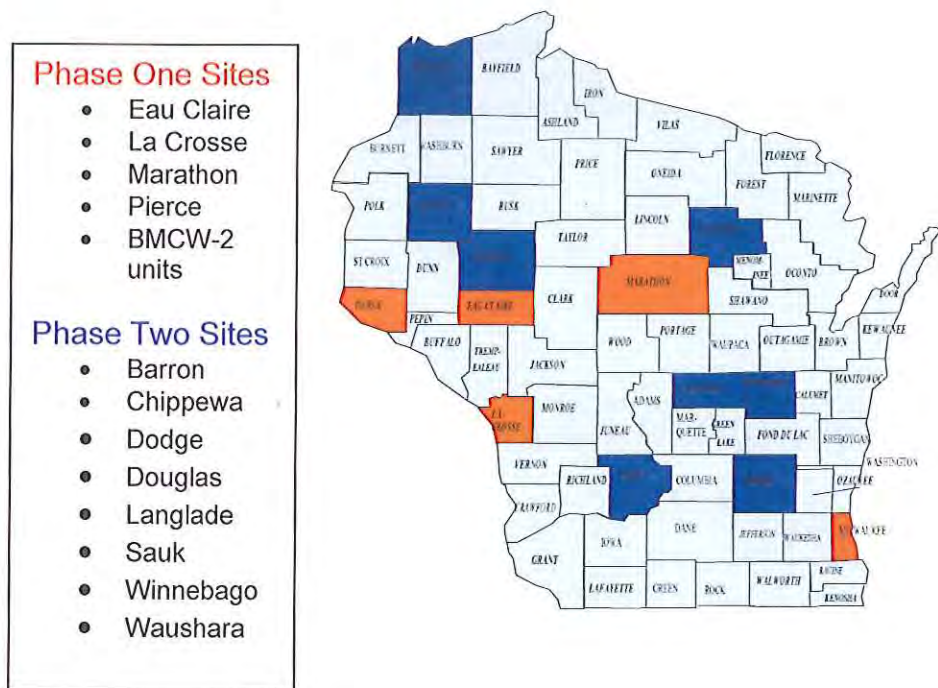 Phase One Sites
• Eau Claire
• La Crosse
• Marathon
• Pierce
• BMCW-2
units
Phase Two Sites
• Barron
• Chippewa
• Dodge
• Douglas
• Langlade
• Sauk
• Winnebago
• Waushara
BAYFIELD
IRON
ASHLAND
VILAS
BURNETT
WASHBURN
SAWYER
PRICE
FLORENCE
ONEIDA
FOREST
MARINETTE
POLK
RUSK
LINCOLN
TAYLOR
ST CROIX
DUNN
MENOM-
INEE
OCONTO
MARATHON
CLARK
SHAWANO
DOOR
PIERCE
EAU CLAIRE
PEPIN
BUFFALO
TREMP-
EALEAU
JACKSON
WOOD
PORTAGE
WAUPACA
OUTAGAMIE
BROWN
KEWAUNEE
MANITOWOC
CALUMET
ADAMS
LA
CROSSE
MONROE
JUNEAU
MAR-
QUETTE
GREEN
LAKE
FOND DU LAC
SHEBOYGAN
VERNON
WASHINGTON
RICHLAND
COLUMBIA
OZAUKEE
CRAWFORD
DANE
JEFFERSON
WAUKESHA
MILWAUKEE
IOWA
GRANT
RACINE
LAFAYETTE
GREEN
ROCK
WALWORTH
KENOSHA